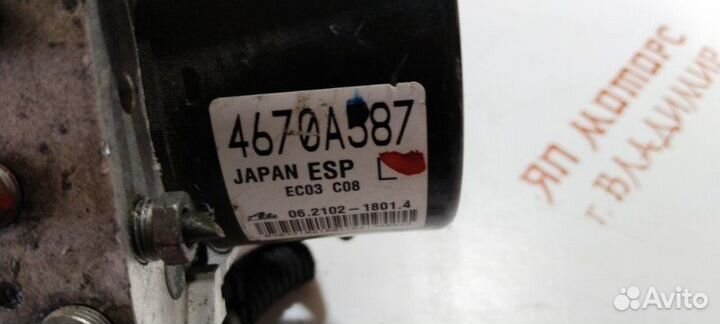 4670A587
JAPAN ESP L
EC03 C08
Ate 06.2102-1801.4
ЯП МОТОРС
г. ВЛАДИМИР
Avito